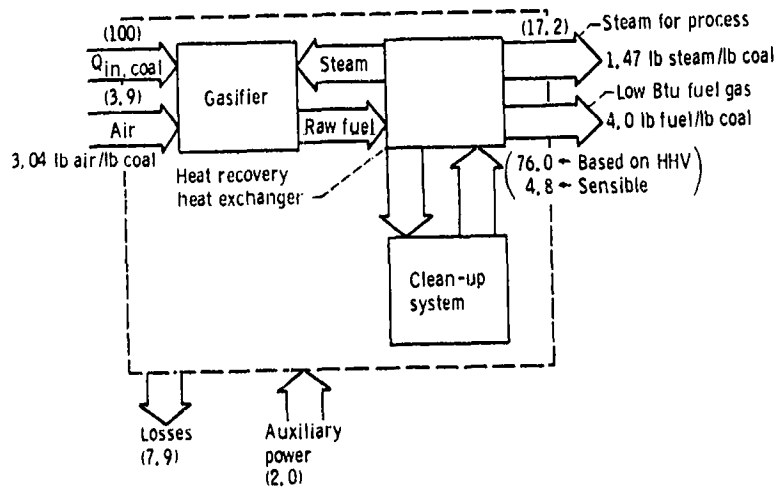 (100)
Q in, coal
(3.9)
Air
3.04 lb air/lb coal
Gasifier
Steam
Raw fuel
Heat recovery
heat exchanger
(17.2)
Steam for process
1.47 lb steam/lb coal
Low Btu fuel gas
4.0 lb fuel/lb coal
(76.0 ← Based on HHV
4.8 ← Sensible)
Clean-up
system
Losses
(7.9)
Auxiliary
power
(2.0)